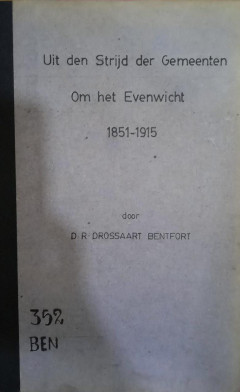 Uit den Strijd der Gemeenten
Om het Evenwicht
1851-1915
door
D. R. DROSSAART BENTFORT
352
BEN